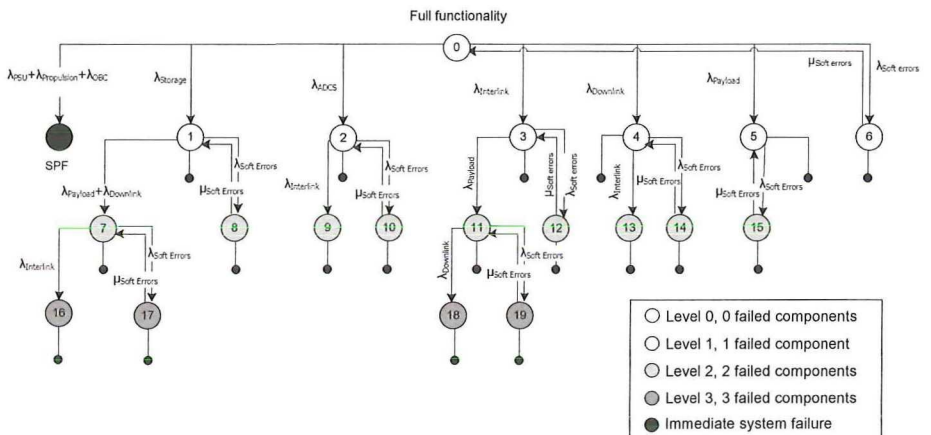 Full functionality
0
λPSU+λPropulsion+λOBC
λStorage
λADCS
λInterlink
λDownlink
λPayload
μSoft errors
λSoft errors
SPF
1
2
3
4
5
6
λPayload+λDownlink
λSoft Errors
μSoft Errors
λInterlink
λSoft Errors
μSoft Errors
λPayload
μSoft errors
λSoft errors
λInterlink
λSoft Errors
μSoft Errors
μSoft Errors
λSoft Errors
7
8
9
10
11
12
13
14
15
λInterlink
λSoft Errors
μSoft Errors
λDownlink
λSoft Errors
μSoft Errors
16
17
18
19
Level 0, 0 failed components
Level 1, 1 failed component
Level 2, 2 failed components
Level 3, 3 failed components
Immediate system failure